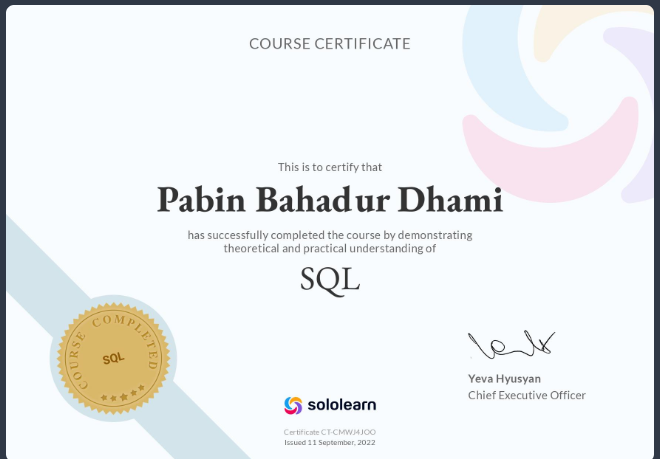 COURSE CERTIFICATE
This is to certify that
Pabin Bahadur Dhami
has successfully completed the course by demonstrating
theoretical and practical understanding of
SQL
COURSE COMPLETED
SQL
Yeva Hyusyan
Chief Executive Officer
sololearn
Certificate CT-CMWJ4JOO
Issued 11 September, 2022